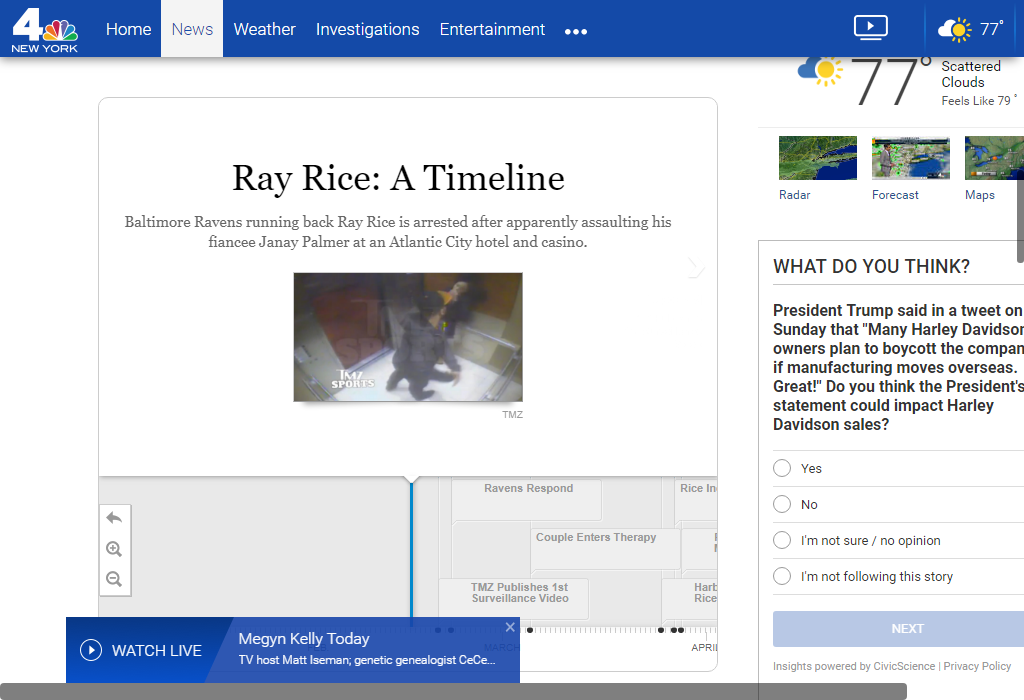 4
NEW YORK
Home
News
Weather
Investigations
Entertainment
77°
77°
Scattered
Clouds
Feels Like 79 °
Radar
Forecast
Maps
Ray Rice: A Timeline
Baltimore Ravens running back Ray Rice is arrested after apparently assaulting his
fiancee Janay Palmer at an Atlantic City hotel and casino.
TMZ
SPORTS
TMZ
Ravens Respond
Rice In
Couple Enters Therapy
TMZ Publishes 1st
Surveillance Video
Harb
Rice
MARCH
APRIL
WATCH LIVE
Megyn Kelly Today
TV host Matt Iseman; genetic genealogist CeCe...
WHAT DO YOU THINK?
President Trump said in a tweet on
Sunday that "Many Harley Davidson
owners plan to boycott the compan
if manufacturing moves overseas.
Great!" Do you think the President's
statement could impact Harley
Davidson sales?
Yes
No
I'm not sure / no opinion
I'm not following this story
NEXT
Insights powered by CivicScience | Privacy Policy